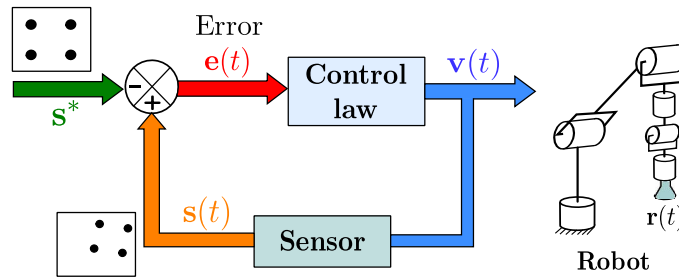 Error
e(t)
v(t)
Control
law
-
+
s*
s(t)
Sensor
r(t)
Robot